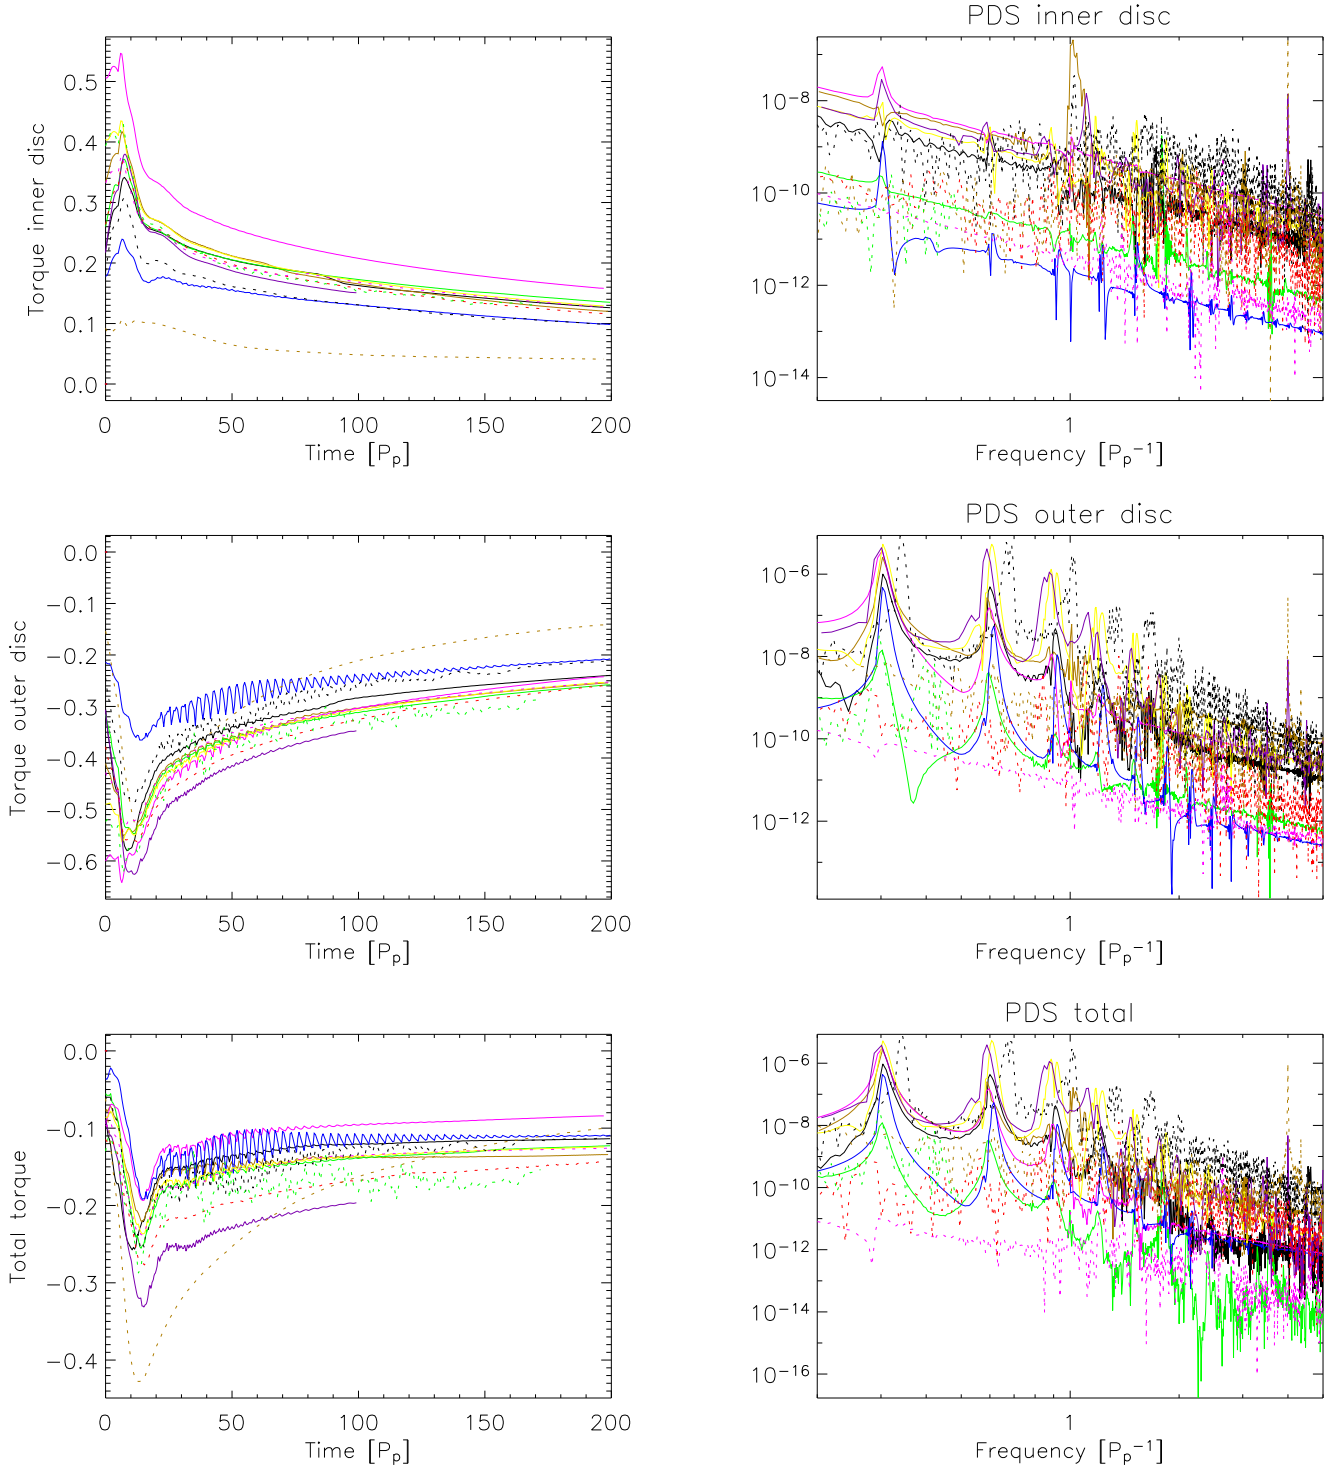 PDS inner disc
Torque inner disc
0.5
0.4
0.3
0.2
0.1
0.0
0 50 100 150 200
Time [Pp]
10−8
10−10
10−12
10−14
1
Frequency [Pp−1]
PDS outer disc
Torque outer disc
0.0
−0.1
−0.2
−0.3
−0.4
−0.5
−0.6
0 50 100 150 200
Time [Pp]
10−6
10−8
10−10
10−12
1
Frequency [Pp−1]
PDS total
Total torque
0.0
−0.1
−0.2
−0.3
−0.4
0 50 100 150 200
Time [Pp]
10−6
10−8
10−10
10−12
10−14
10−16
1
Frequency [Pp−1]